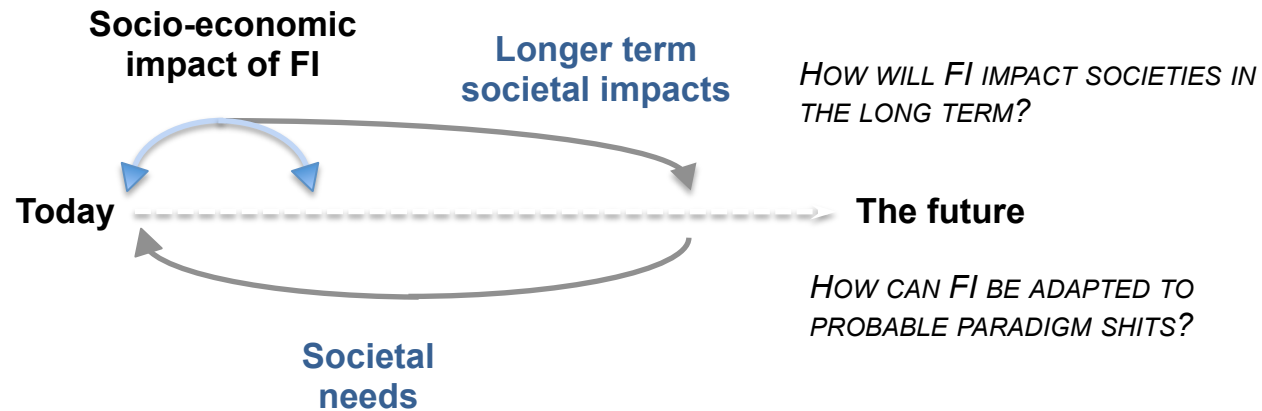 Socio-economic
impact of FI
Longer term
societal impacts
HOW WILL FI IMPACT SOCIETIES IN
THE LONG TERM?
Today
The future
HOW CAN FI BE ADAPTED TO
PROBABLE PARADIGM SHITS?
Societal
needs